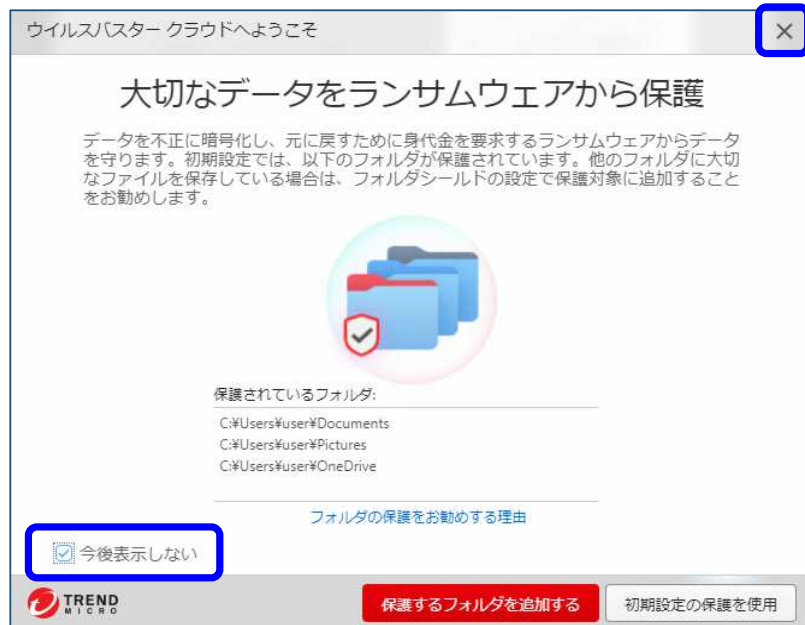 ウイルスバスター クラウドへようこそ
大切なデータをランサムウェアから保護
データを不正に暗号化し、元に戻すために身代金を要求するランサムウェアからデータ
を守ります。初期設定では、以下のフォルダが保護されています。他のフォルダに大切
なファイルを保存している場合は、フォルダシールドの設定で保護対象に追加すること
をお勧めします。
保護されているフォルダ:
C:¥Users¥user¥Documents
C:¥Users¥user¥Pictures
C:¥Users¥user¥OneDrive
フォルダの保護をお勧めする理由
今後表示しない
TREND
MICRO
保護するフォルダを追加する
初期設定の保護を使用